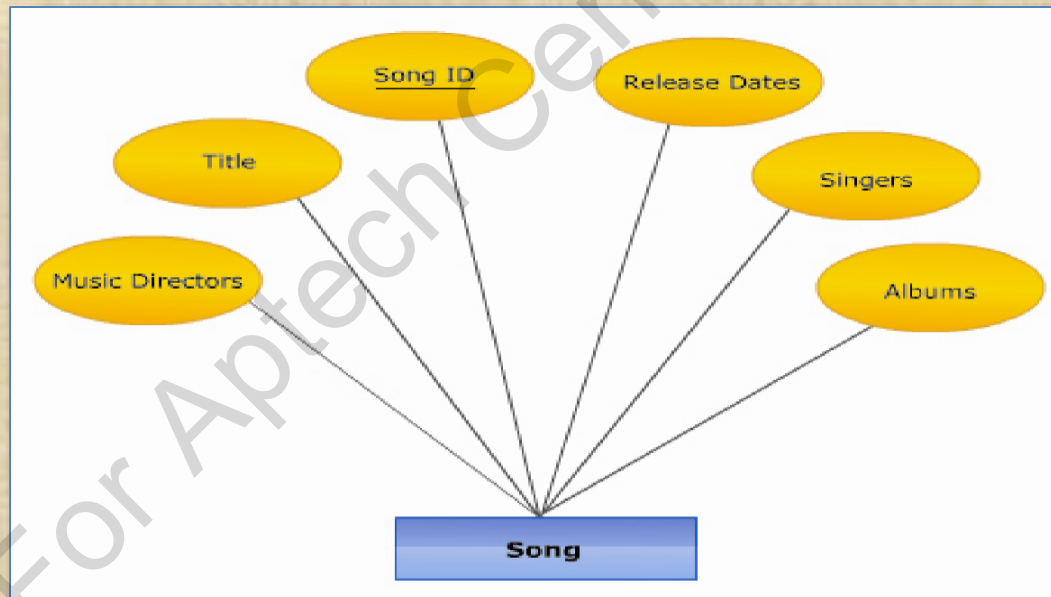 Song ID
Release Dates
Title
Singers
Music Directors
Albums
Song
For Aptech Cen